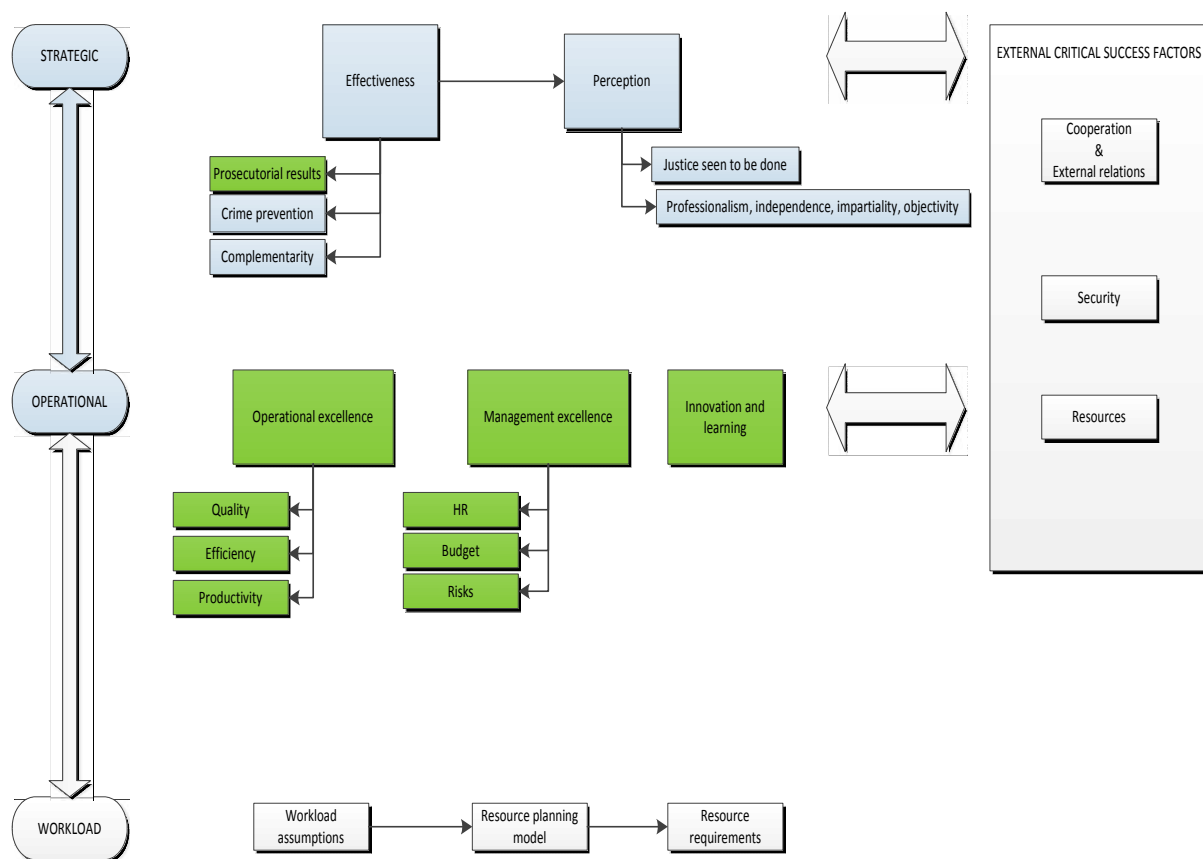 STRATEGIC
Effectiveness
Perception
EXTERNAL CRITICAL SUCCESS FACTORS
Cooperation
&
External relations
Prosecutorial results
Crime prevention
Complementarity
Justice seen to be done
Professionalism, independence, impartiality, objectivity
Security
OPERATIONAL
Operational excellence
Management excellence
Innovation and
learning
Resources
Quality
Efficiency
Productivity
HR
Budget
Risks
WORKLOAD
Workload
assumptions
Resource planning
model
Resource
requirements